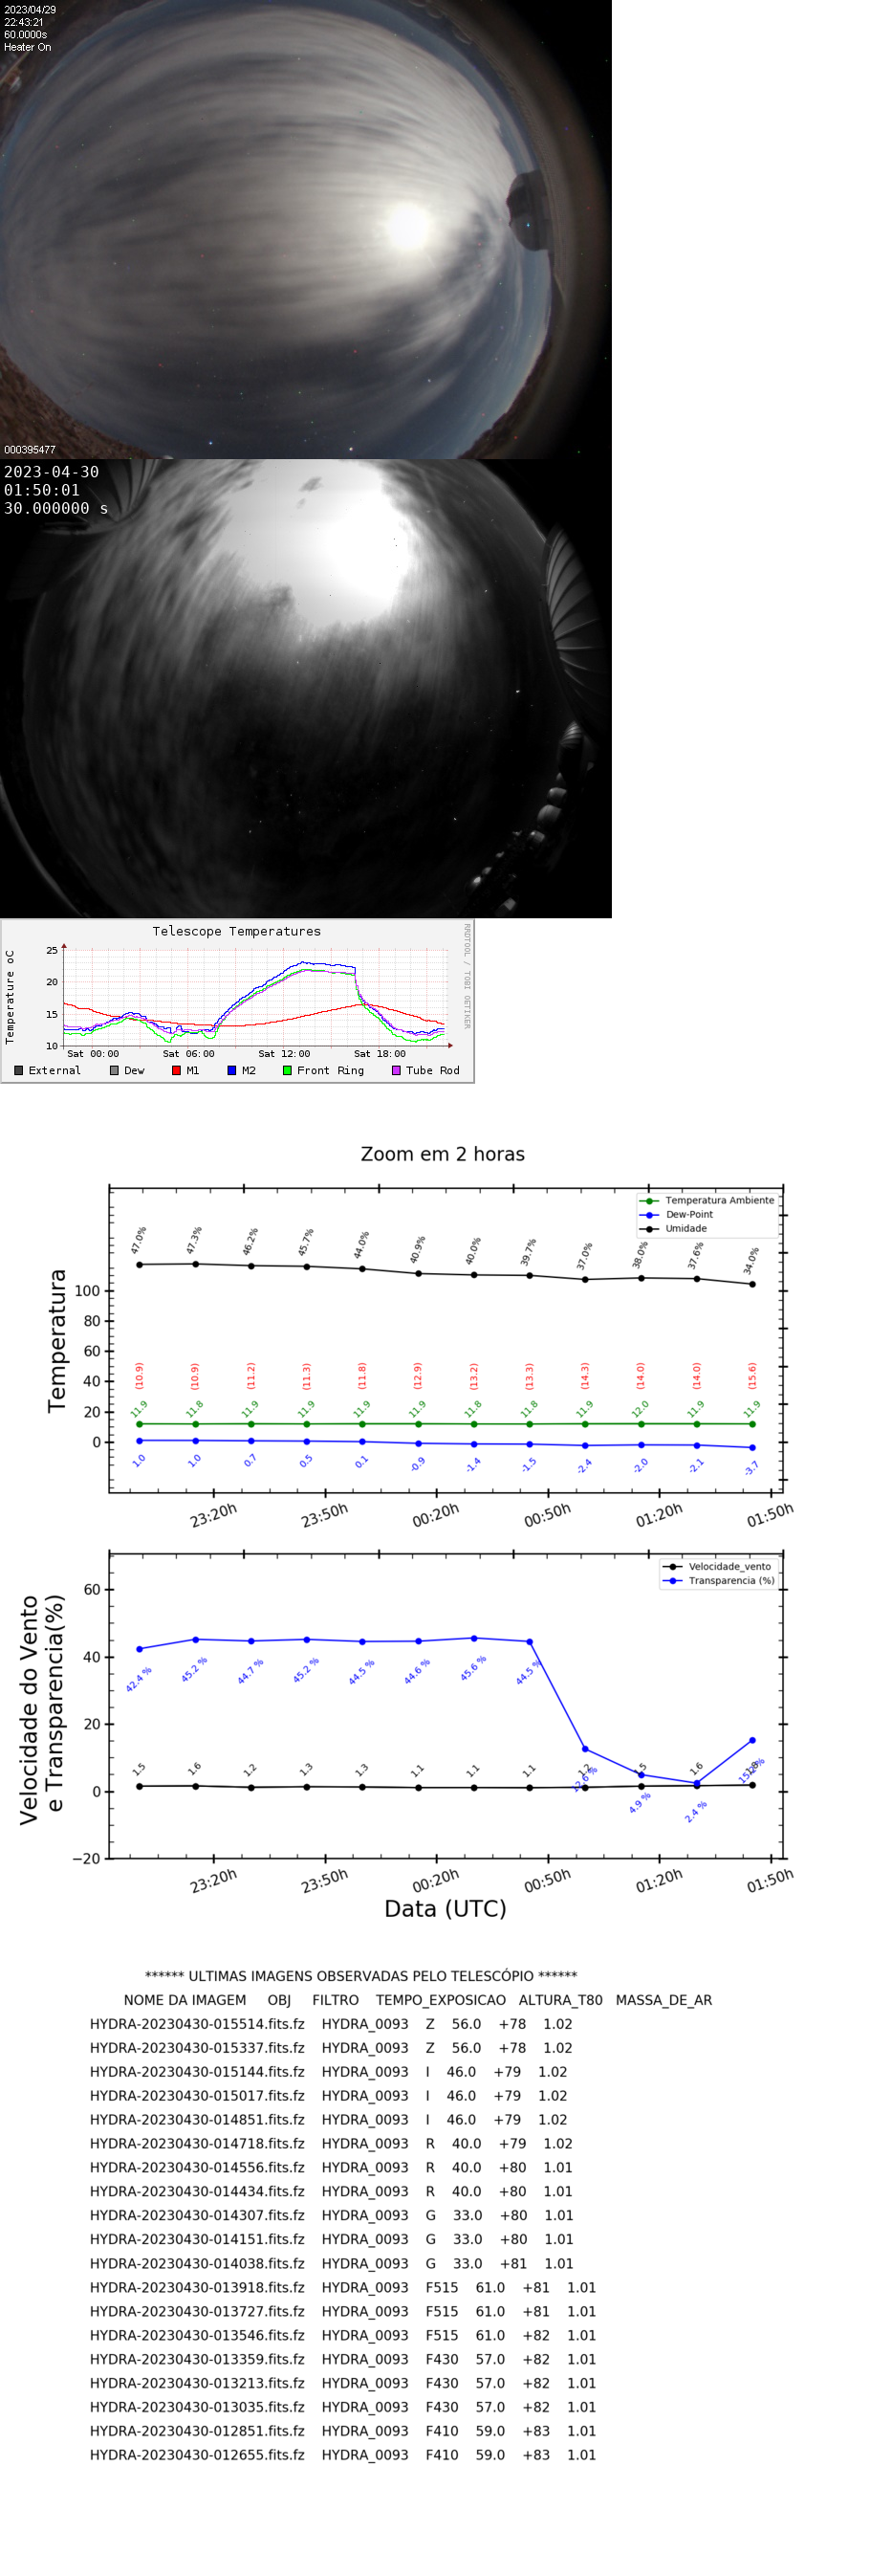 2023/04/29
22:43:21
60.0000s
Heater On
000395477
2023-04-30
01:50:01
30.000000 s
Telescope Temperatures
RRDTOOL / TOBI OETIKER
Temperature oC
25
20
15
10
Sat 00:00 Sat 06:00 Sat 12:00 Sat 18:00
External Dew M1 M2 Front Ring Tube Rod
Zoom em 2 horas
Temperatura Ambiente
Dew-Point
Umidade
Temperatura
100
80
60
40
20
0
47.0% 47.3% 46.2% 45.7% 44.0% 40.9% 40.0% 39.7% 37.0% 38.0% 37.6% 34.0%
(10.9) (10.9) (11.2) (11.3) (11.8) (12.9) (13.2) (13.3) (14.3) (14.0) (14.0) (15.6)
11.9 11.8 11.9 11.9 11.9 11.9 11.8 11.8 11.9 12.0 11.9 11.9
1.0 1.0 0.7 0.5 0.1 -0.9 -1.4 -1.5 -2.4 -2.0 -2.1 -3.7
23:20h 23:50h 00:20h 00:50h 01:20h 01:50h
Velocidade_vento
Transparencia (%)
Velocidade do Vento
e Transparencia(%)
60
40
20
0
−20
42.4 % 45.2 % 44.7 % 45.2 % 44.5 % 44.6 % 45.6 % 44.5 % 12.6 % 4.9 % 2.4 %
1.5 1.6 1.2 1.3 1.3 1.1 1.1 1.1 1.2 1.5 1.6
23:20h 23:50h 00:20h 00:50h 01:20h 01:50h
Data (UTC)
****** ULTIMAS IMAGENS OBSERVADAS PELO TELESCÓPIO ******
NOME DA IMAGEM OBJ FILTRO TEMPO_EXPOSICAO ALTURA_T80 MASSA_DE_AR
HYDRA-20230430-015514.fits.fz HYDRA_0093 Z 56.0 +78 1.02
HYDRA-20230430-015337.fits.fz HYDRA_0093 Z 56.0 +78 1.02
HYDRA-20230430-015144.fits.fz HYDRA_0093 I 46.0 +79 1.02
HYDRA-20230430-015017.fits.fz HYDRA_0093 I 46.0 +79 1.02
HYDRA-20230430-014851.fits.fz HYDRA_0093 I 46.0 +79 1.02
HYDRA-20230430-014718.fits.fz HYDRA_0093 R 40.0 +79 1.02
HYDRA-20230430-014556.fits.fz HYDRA_0093 R 40.0 +80 1.01
HYDRA-20230430-014434.fits.fz HYDRA_0093 R 40.0 +80 1.01
HYDRA-20230430-014307.fits.fz HYDRA_0093 G 33.0 +80 1.01
HYDRA-20230430-014151.fits.fz HYDRA_0093 G 33.0 +80 1.01
HYDRA-20230430-014038.fits.fz HYDRA_0093 G 33.0 +81 1.01
HYDRA-20230430-013918.fits.fz HYDRA_0093 F515 61.0 +81 1.01
HYDRA-20230430-013727.fits.fz HYDRA_0093 F515 61.0 +81 1.01
HYDRA-20230430-013546.fits.fz HYDRA_0093 F515 61.0 +82 1.01
HYDRA-20230430-013359.fits.fz HYDRA_0093 F430 57.0 +82 1.01
HYDRA-20230430-013213.fits.fz HYDRA_0093 F430 57.0 +82 1.01
HYDRA-20230430-013035.fits.fz HYDRA_0093 F430 57.0 +82 1.01
HYDRA-20230430-012851.fits.fz HYDRA_0093 F410 59.0 +83 1.01
HYDRA-20230430-012655.fits.fz HYDRA_0093 F410 59.0 +83 1.01